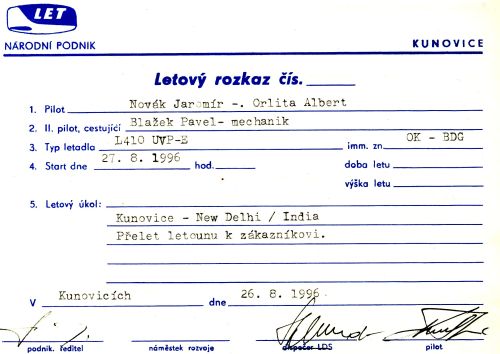 LET
NÁRODNÍ PODNIK KUNOVICE
Letový rozkaz čís.
1. Pilot Novák Jaromír -. Orlita Albert
2. II. pilot, cestující Blažek Pavel- mechanik
3. Typ letadla L410 UVP-E imm. zn. OK - BDG
4. Start dne 27. 8. 1996 hod. doba letu
výška letu
5. Letový úkol:
Kunovice - New Delhi / India
Přelet letounu k zákazníkovi.
V Kunovicích dne 26. 8. 1996
podnik. ředitel náměstek rozvoje dispečer LDS pilot